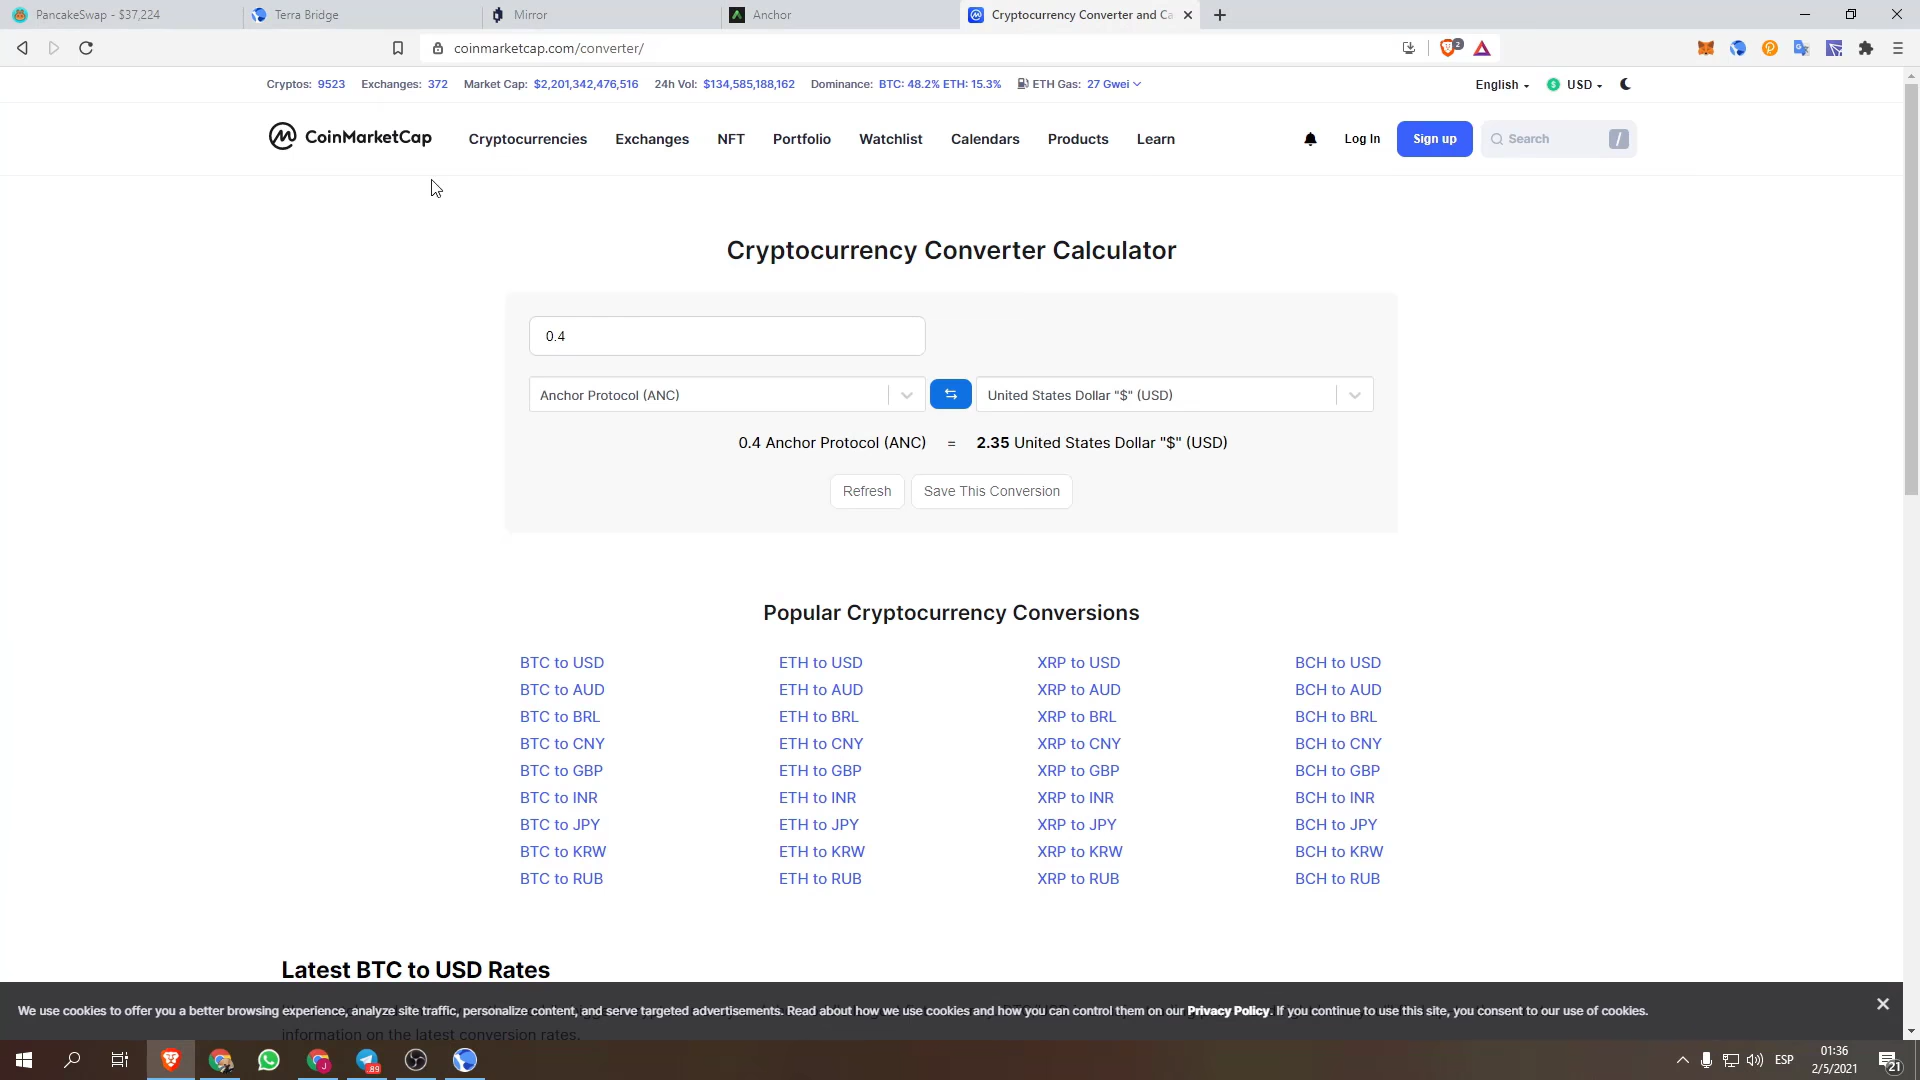 PancakeSwap - $37,224
Terra Bridge
Mirror
Anchor
Cryptocurrency Converter and Ca
coinmarketcap.com/converter/
2
Cryptos: 9523 Exchanges: 372 Market Cap: $2,201,342,476,516 24h Vol: $134,585,188,162 Dominance: BTC: 48.2% ETH: 15.3% ETH Gas: 27 Gwei
English
USD
CoinMarketCap
Cryptocurrencies Exchanges NFT Portfolio Watchlist Calendars Products Learn
Log In
Sign up
Search
/
Cryptocurrency Converter Calculator
0.4
Anchor Protocol (ANC)
United States Dollar "$" (USD)
0.4 Anchor Protocol (ANC) = 2.35 United States Dollar "$" (USD)
Refresh
Save This Conversion
Popular Cryptocurrency Conversions
BTC to USD ETH to USD XRP to USD BCH to USD
BTC to AUD ETH to AUD XRP to AUD BCH to AUD
BTC to BRL ETH to BRL XRP to BRL BCH to BRL
BTC to CNY ETH to CNY XRP to CNY BCH to CNY
BTC to GBP ETH to GBP XRP to GBP BCH to GBP
BTC to INR ETH to INR XRP to INR BCH to INR
BTC to JPY ETH to JPY XRP to JPY BCH to JPY
BTC to KRW ETH to KRW XRP to KRW BCH to KRW
BTC to RUB ETH to RUB XRP to RUB BCH to RUB
Latest BTC to USD Rates
We use cookies to offer you a better browsing experience, analyze site traffic, personalize content, and serve targeted advertisements. Read about how we use cookies and how you can control them on our Privacy Policy. If you continue to use this site, you consent to our use of cookies.
information on the latest conversion rates.
89
ESP
01:36
2/5/2021
21